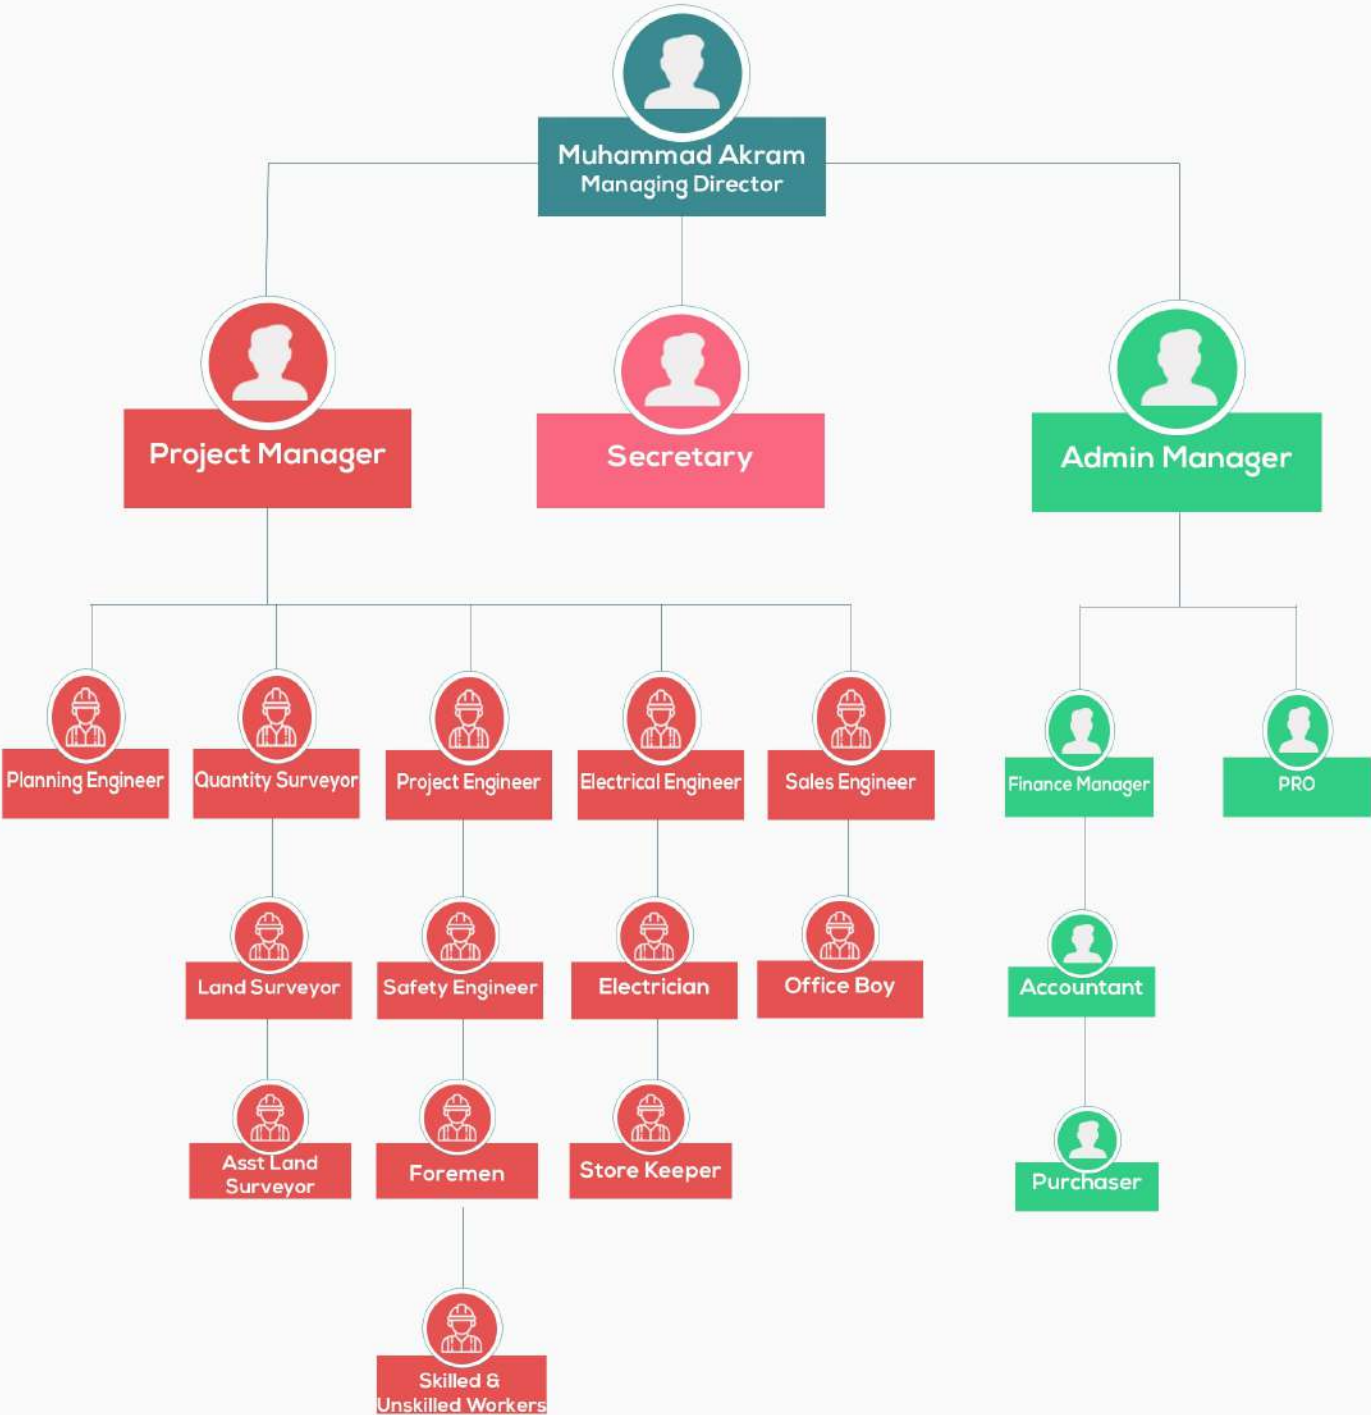 Muhammad Akram
Managing Director
Project Manager
Secretary
Admin Manager
Planning Engineer
Quantity Surveyor
Project Engineer
Electrical Engineer
Sales Engineer
Finance Manager
PRO
Land Surveyor
Safety Engineer
Electrician
Office Boy
Accountant
Asst Land
Surveyor
Foremen
Store Keeper
Purchaser
Skilled &
Unskilled Workers